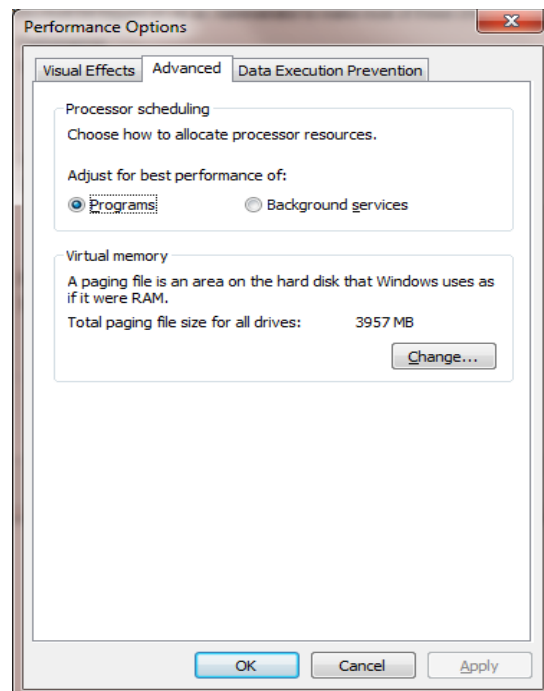 Performance Options
Visual Effects Advanced Data Execution Prevention
Processor scheduling
Choose how to allocate processor resources.
Adjust for best performance of:
Programs Background services
Virtual memory
A paging file is an area on the hard disk that Windows uses as
if it were RAM.
Total paging file size for all drives: 3957 MB
Change...
OK Cancel Apply